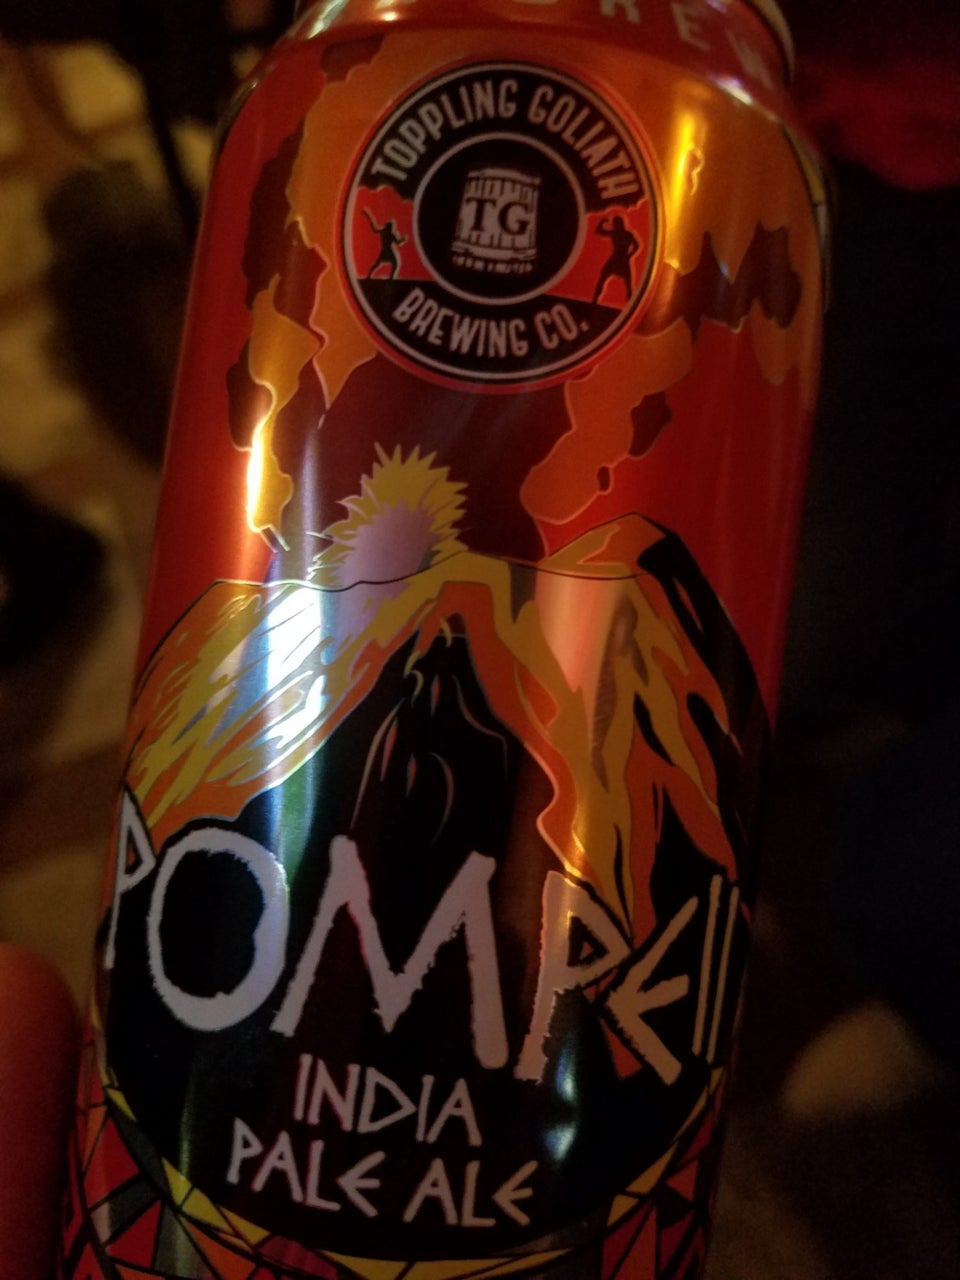 TOPPLING GOLIATH
TG
BREWING CO.
POMPEII
INDIA
PALE ALE